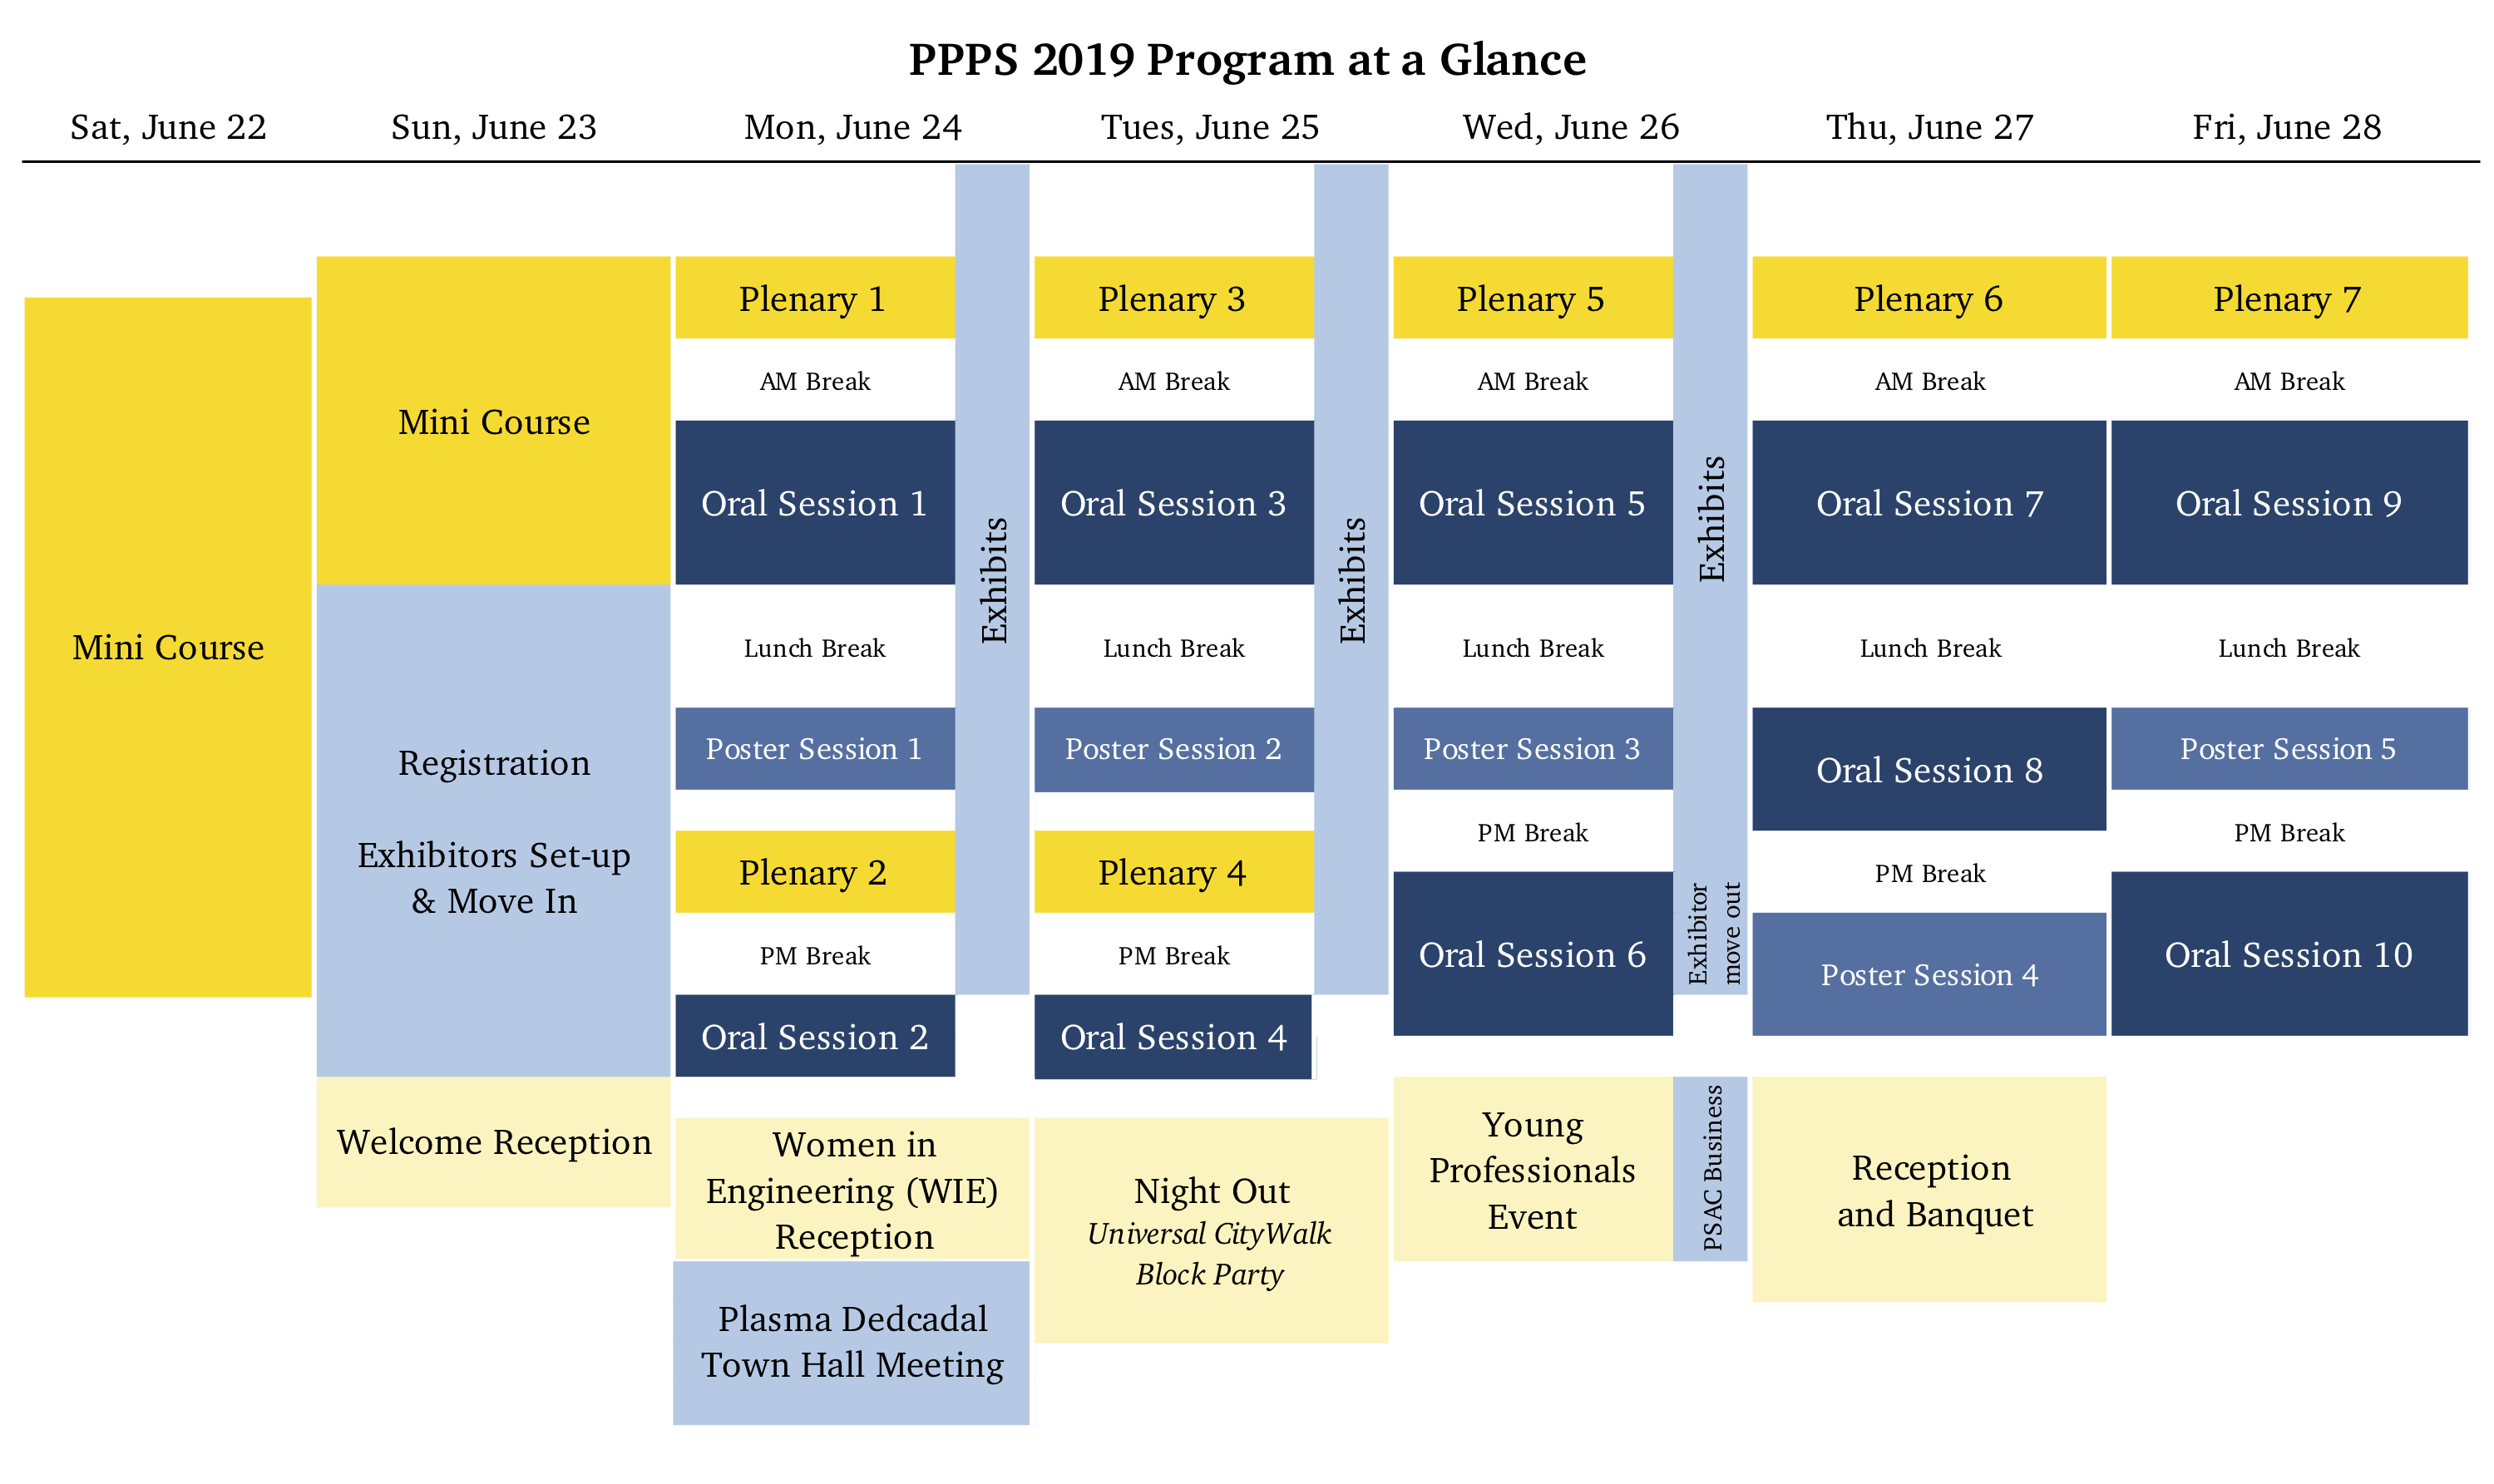 PPPS 2019 Program at a Glance
Sat, June 22
Sun, June 23
Mon, June 24
Tues, June 25
Wed, June 26
Thu, June 27
Fri, June 28
Mini Course
Mini Course
Registration
Exhibitors Set-up
& Move In
Welcome Reception
Plenary 1
AM Break
Oral Session 1
Lunch Break
Poster Session 1
Plenary 2
PM Break
Oral Session 2
Exhibits
Women in
Engineering (WIE)
Reception
Plasma Dedcadal
Town Hall Meeting
Plenary 3
AM Break
Oral Session 3
Lunch Break
Poster Session 2
Plenary 4
PM Break
Oral Session 4
Exhibits
Night Out
Universal CityWalk
Block Party
Plenary 5
AM Break
Oral Session 5
Lunch Break
Poster Session 3
PM Break
Oral Session 6
Exhibits
Exhibitor
move out
Young
Professionals
Event
PSAC Business
Plenary 6
AM Break
Oral Session 7
Lunch Break
Oral Session 8
PM Break
Poster Session 4
Reception
and Banquet
Plenary 7
AM Break
Oral Session 9
Lunch Break
Poster Session 5
PM Break
Oral Session 10